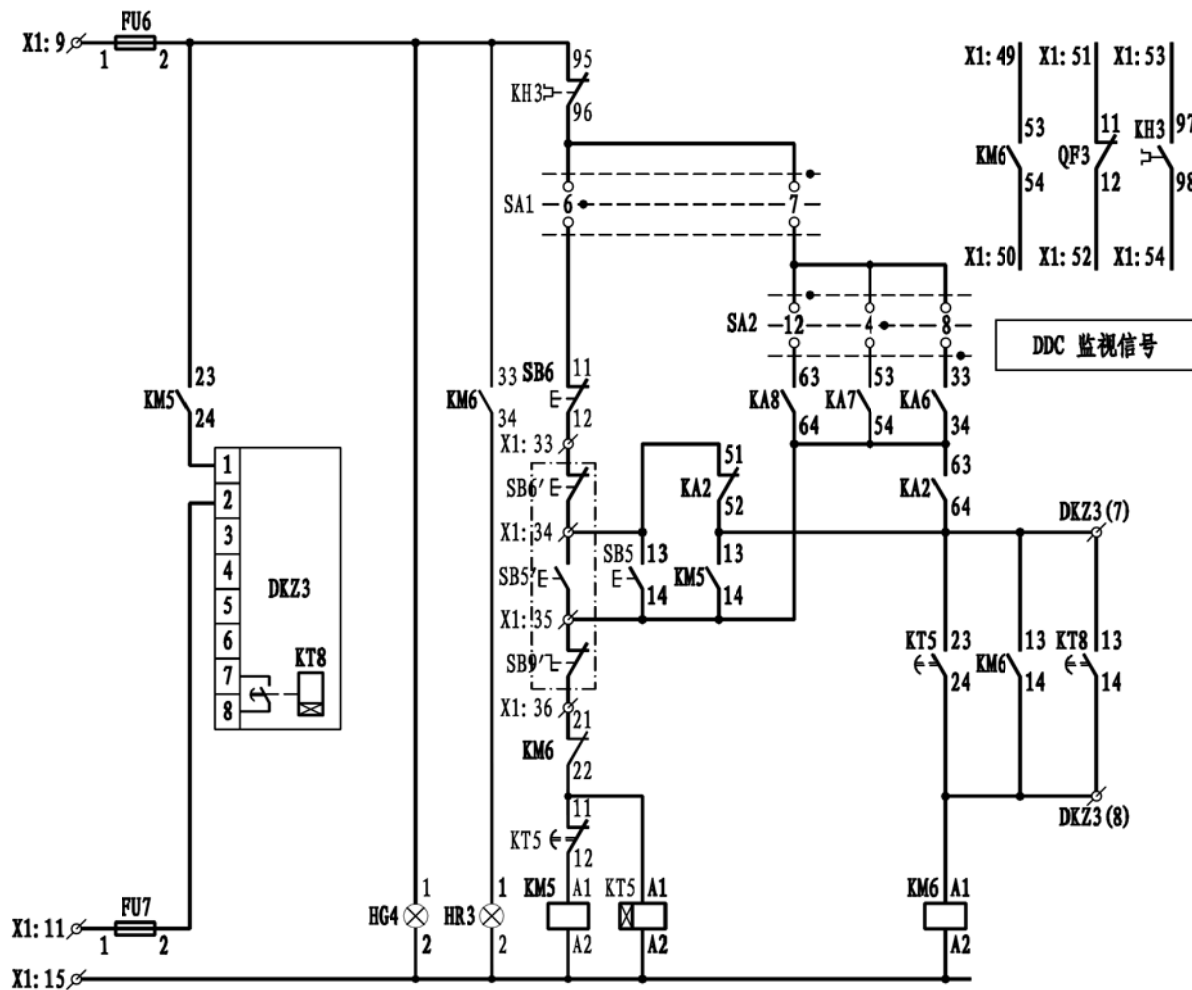 FU6
X1:9
1
2
95
KH3
96
X1:49
X1:51
X1:53
53
11
97
KM6
QF3
KH3
54
12
98
X1:50
X1:52
X1:54
SA1
6
7
SA2
12
4
8
DDC 监视信号
23
KM5
24
33
KM6
34
SB6
11
12
63
53
33
KA8
KA7
KA6
64
54
34
X1:33
SB6'
51
KA2
52
63
KA2
64
DKZ3(7)
X1:34
SB5'
SB5
13
14
13
KM5
14
X1:35
SB9'
X1:36
KT5
23
24
KM6
13
14
KT8
13
14
1
2
3
4
5
6
7
8
DKZ3
KT8
21
KM6
22
11
KT5
12
DKZ3(8)
1
HG4
2
1
HR3
2
KM5
A1
A2
KT5
A1
A2
KM6
A1
A2
FU7
X1:11
1
2
X1:15